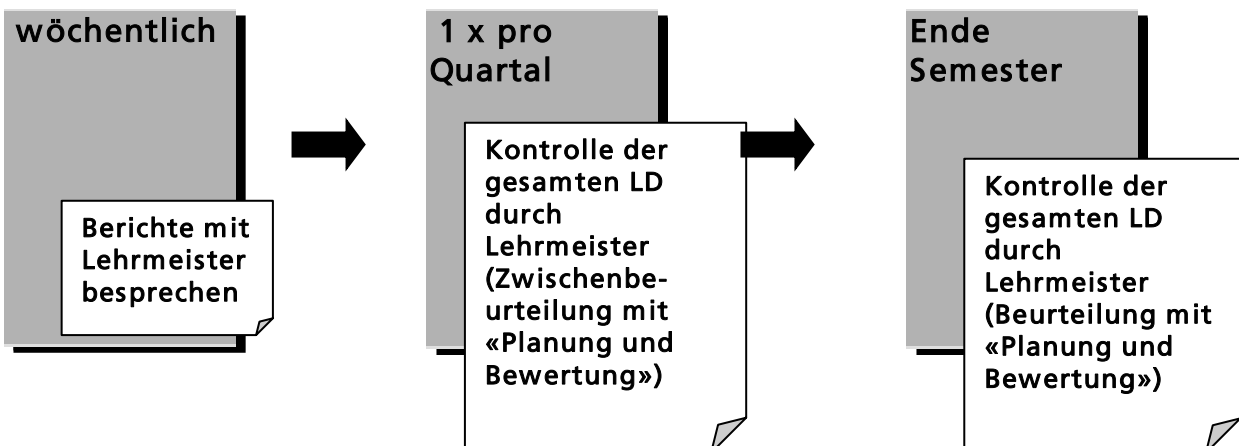 wöchentlich
Berichte mit
Lehrmeister
besprechen
1 x pro
Quartal
Kontrolle der
gesamten LD
durch
Lehrmeister
(Zwischenbe-
urteilung mit
«Planung und
Bewertung»)
Ende
Semester
Kontrolle der
gesamten LD
durch
Lehrmeister
(Beurteilung mit
«Planung und
Bewertung»)